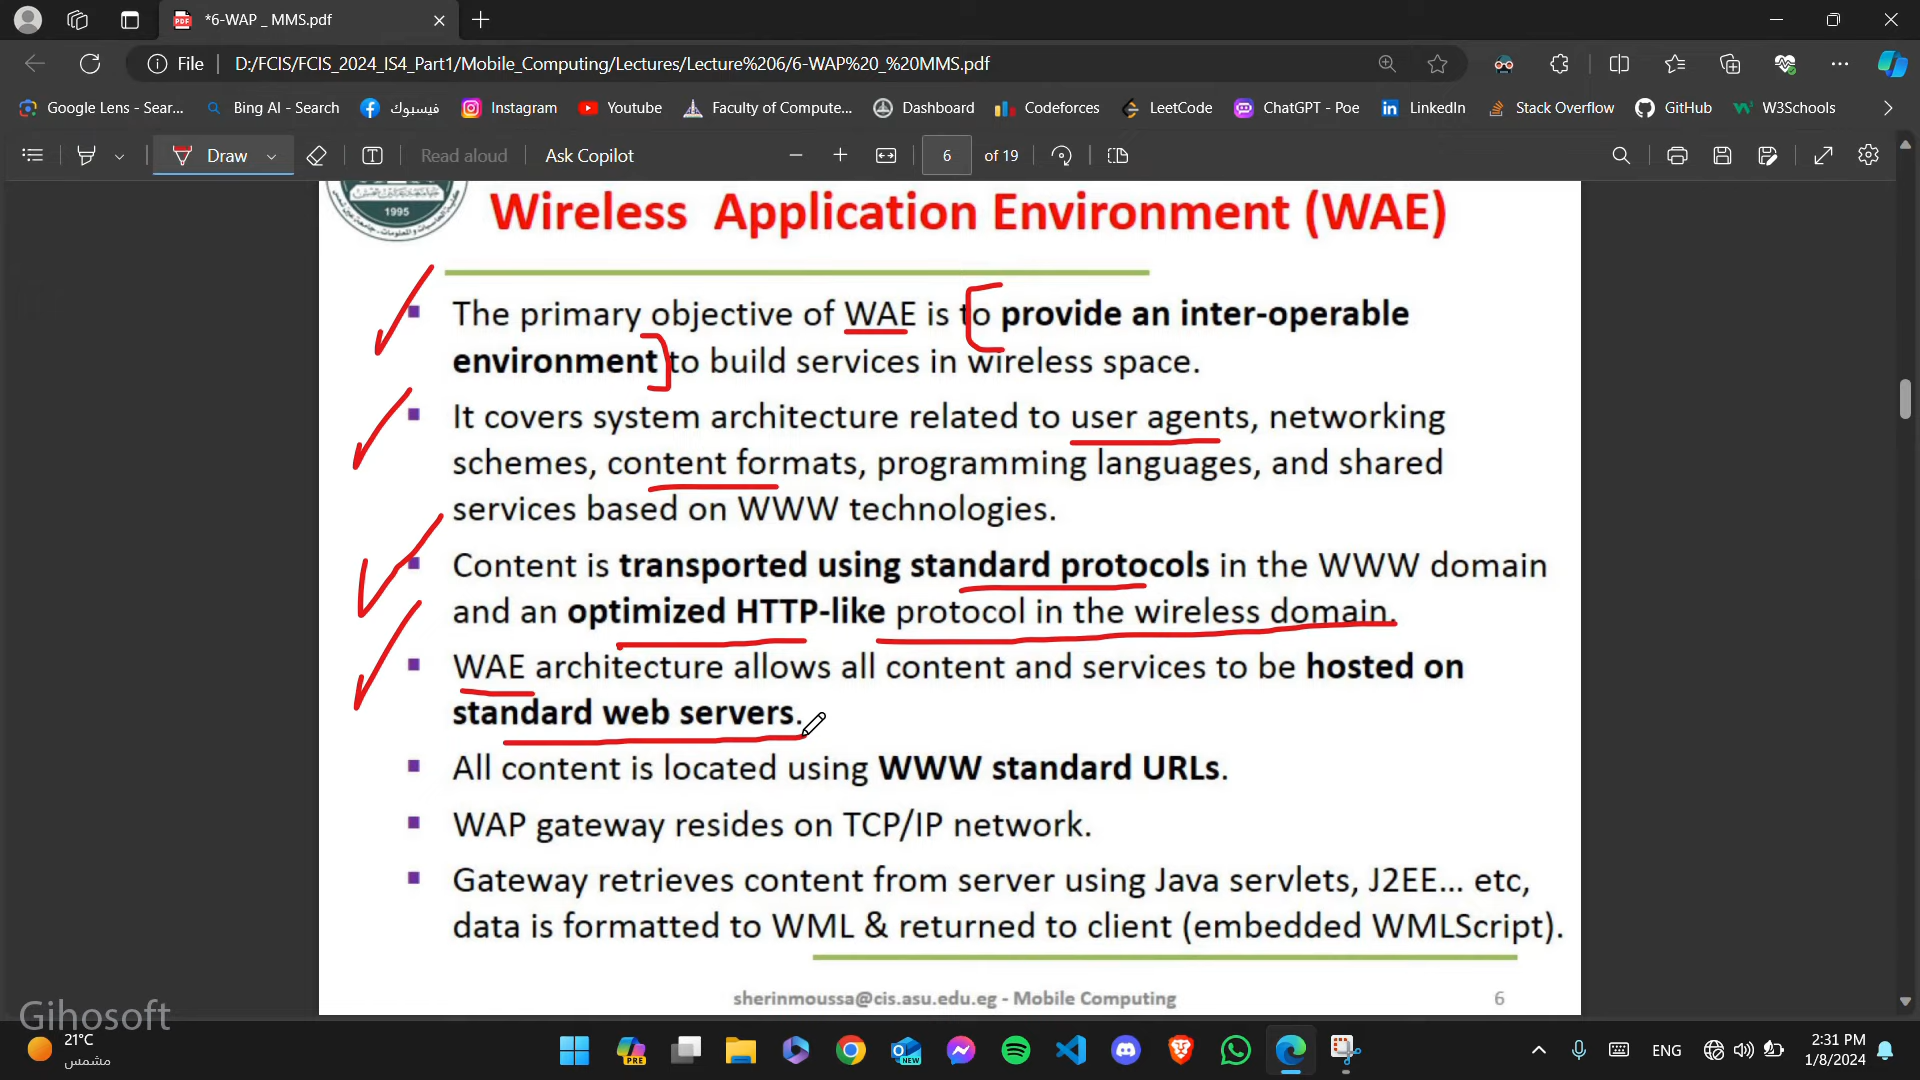 *6-WAP _ MMS.pdf
File
D:/FCIS/FCIS_2024_IS4_Part1/Mobile_Computing/Lectures/Lecture%206/6-WAP%20_%20MMS.pdf
Google Lens - Sear...
Bing AI - Search
فيسبوك
Instagram
Youtube
Faculty of Compute...
Dashboard
Codeforces
LeetCode
ChatGPT - Poe
LinkedIn
Stack Overflow
GitHub
W3Schools
Draw
Read aloud
Ask Copilot
6
of 19
1995
Wireless Application Environment (WAE)
The primary objective of WAE is to provide an inter-operable
environment to build services in wireless space.
It covers system architecture related to user agents, networking
schemes, content formats, programming languages, and shared
services based on WWW technologies.
Content is transported using standard protocols in the WWW domain
and an optimized HTTP-like protocol in the wireless domain.
WAE architecture allows all content and services to be hosted on
standard web servers.
All content is located using WWW standard URLs.
WAP gateway resides on TCP/IP network.
Gateway retrieves content from server using Java servlets, J2EE... etc,
data is formatted to WML & returned to client (embedded WMLScript).
sherinmoussa@cis.asu.edu.eg - Mobile Computing
6
Gihosoft
21°C
مشمس
PRE
NEW
ENG
2:31 PM
1/8/2024